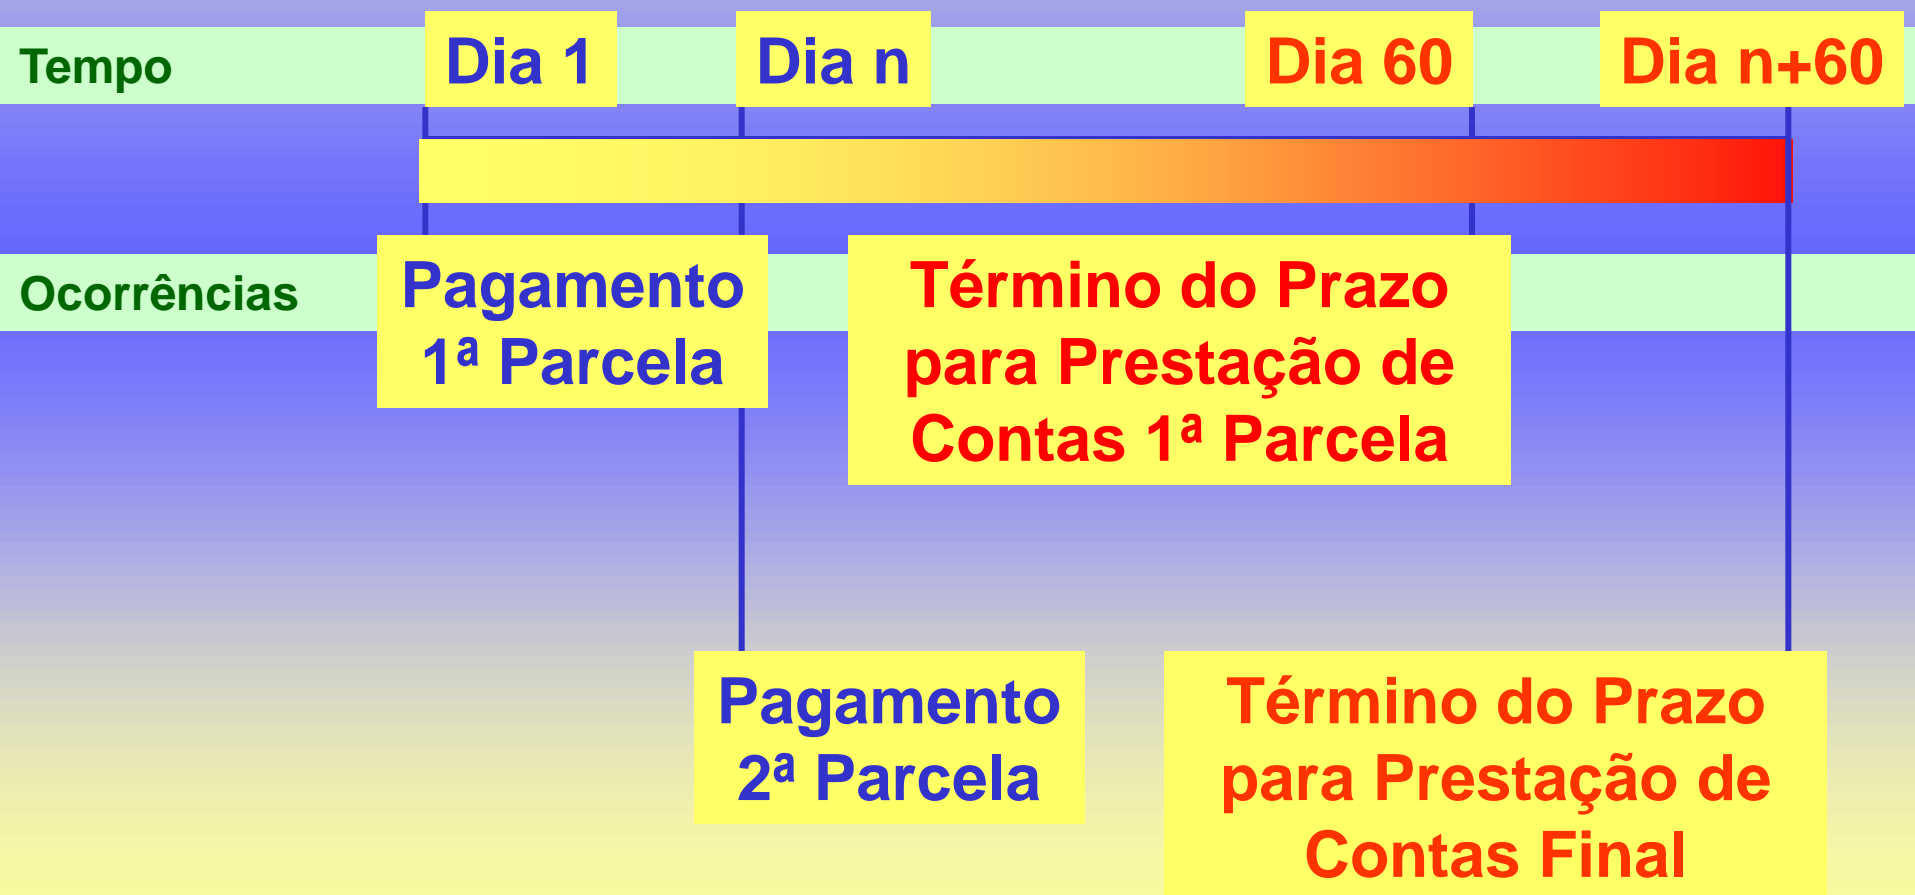 Tempo
Dia 1
Dia n
Dia 60
Dia n+60
Ocorrências
Pagamento
1ª Parcela
Término do Prazo
para Prestação de
Contas 1ª Parcela
Pagamento
2ª Parcela
Término do Prazo
para Prestação de
Contas Final